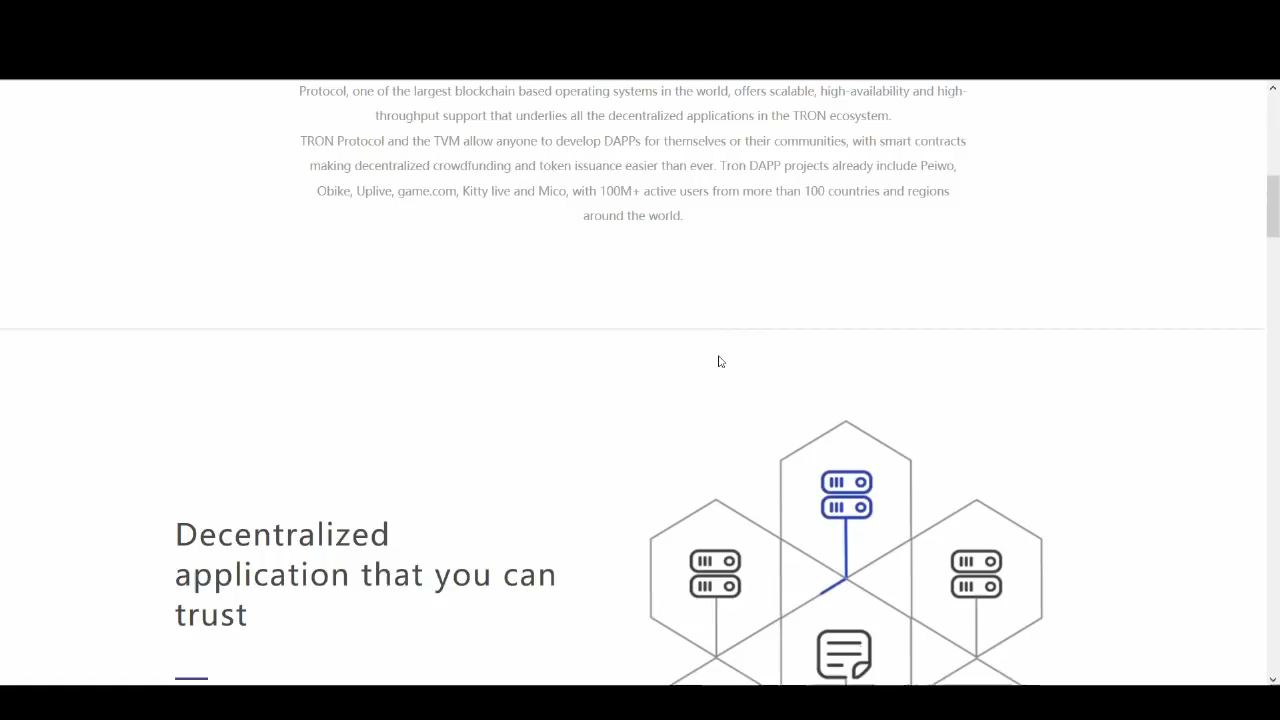 Protocol, one of the largest blockchain based operating systems in the world, offers scalable, high-availability and high-
throughput support that underlies all the decentralized applications in the TRON ecosystem.
TRON Protocol and the TVM allow anyone to develop DAPPs for themselves or their communities, with smart contracts
making decentralized crowdfunding and token issuance easier than ever. Tron DAPP projects already include Peiwo,
Obike, Uplive, game.com, Kitty live and Mico, with 100M+ active users from more than 100 countries and regions
around the world.
Decentralized
application that you can
trust